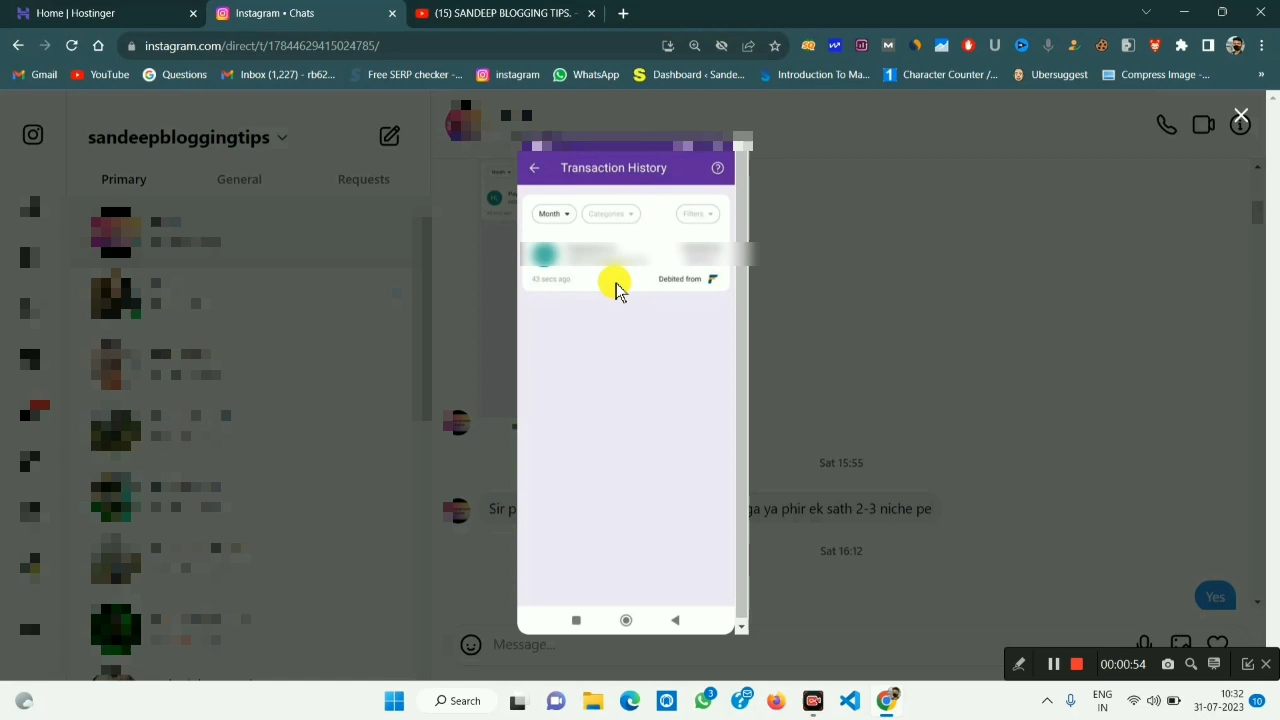 Home | Hostinger
Instagram • Chats
(15) SANDEEP BLOGGING TIPS. -
instagram.com/direct/t/17844629415024785/
Gmail
YouTube
Questions
Inbox (1,227) - rb62...
Free SERP checker -...
instagram
WhatsApp
Dashboard ‹ Sande...
Introduction To Ma...
Character Counter /...
Ubersuggest
Compress Image -...
»
sandeepbloggingtips
Primary
General
Requests
Transaction History
Month
Categories
Filters
43 secs ago
Debited from
Sat 15:55
Sir p
ga ya phir ek sath 2-3 niche pe
Sat 16:12
Yes
Message...
00:00:54
Search
3
ENG
IN
10:32
31-07-2023
10